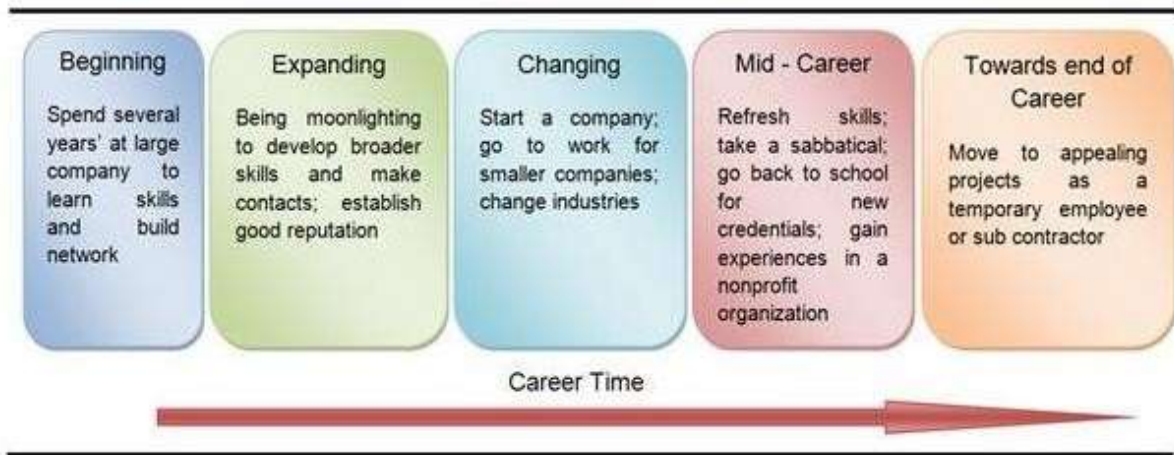 Beginning
Spend several
years' at large
company to
learn skills
and build
network
Expanding
Being moonlighting
to develop broader
skills and make
contacts; establish
good reputation
Changing
Start a company;
go to work for
smaller companies;
change industries
Mid - Career
Refresh skills;
take a sabbatical;
go back to school
for new
credentials; gain
experiences in a
nonprofit
organization
Towards end of
Career
Move to appealing
projects as a
temporary employee
or sub contractor
Career Time